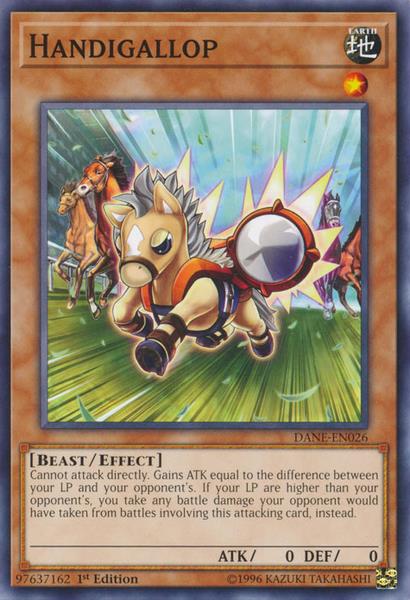 HANDIGALLOP
EARTH
地
DANE-EN026
[BEAST/EFFECT]
Cannot attack directly. Gains ATK equal to the difference between
your LP and your opponent's. If your LP are higher than your
opponent's, you take any battle damage your opponent would
have taken from battles involving this attacking card, instead.
ATK/ 0 DEF/ 0
97637162 1st Edition ©1996 KAZUKI TAKAHASHI